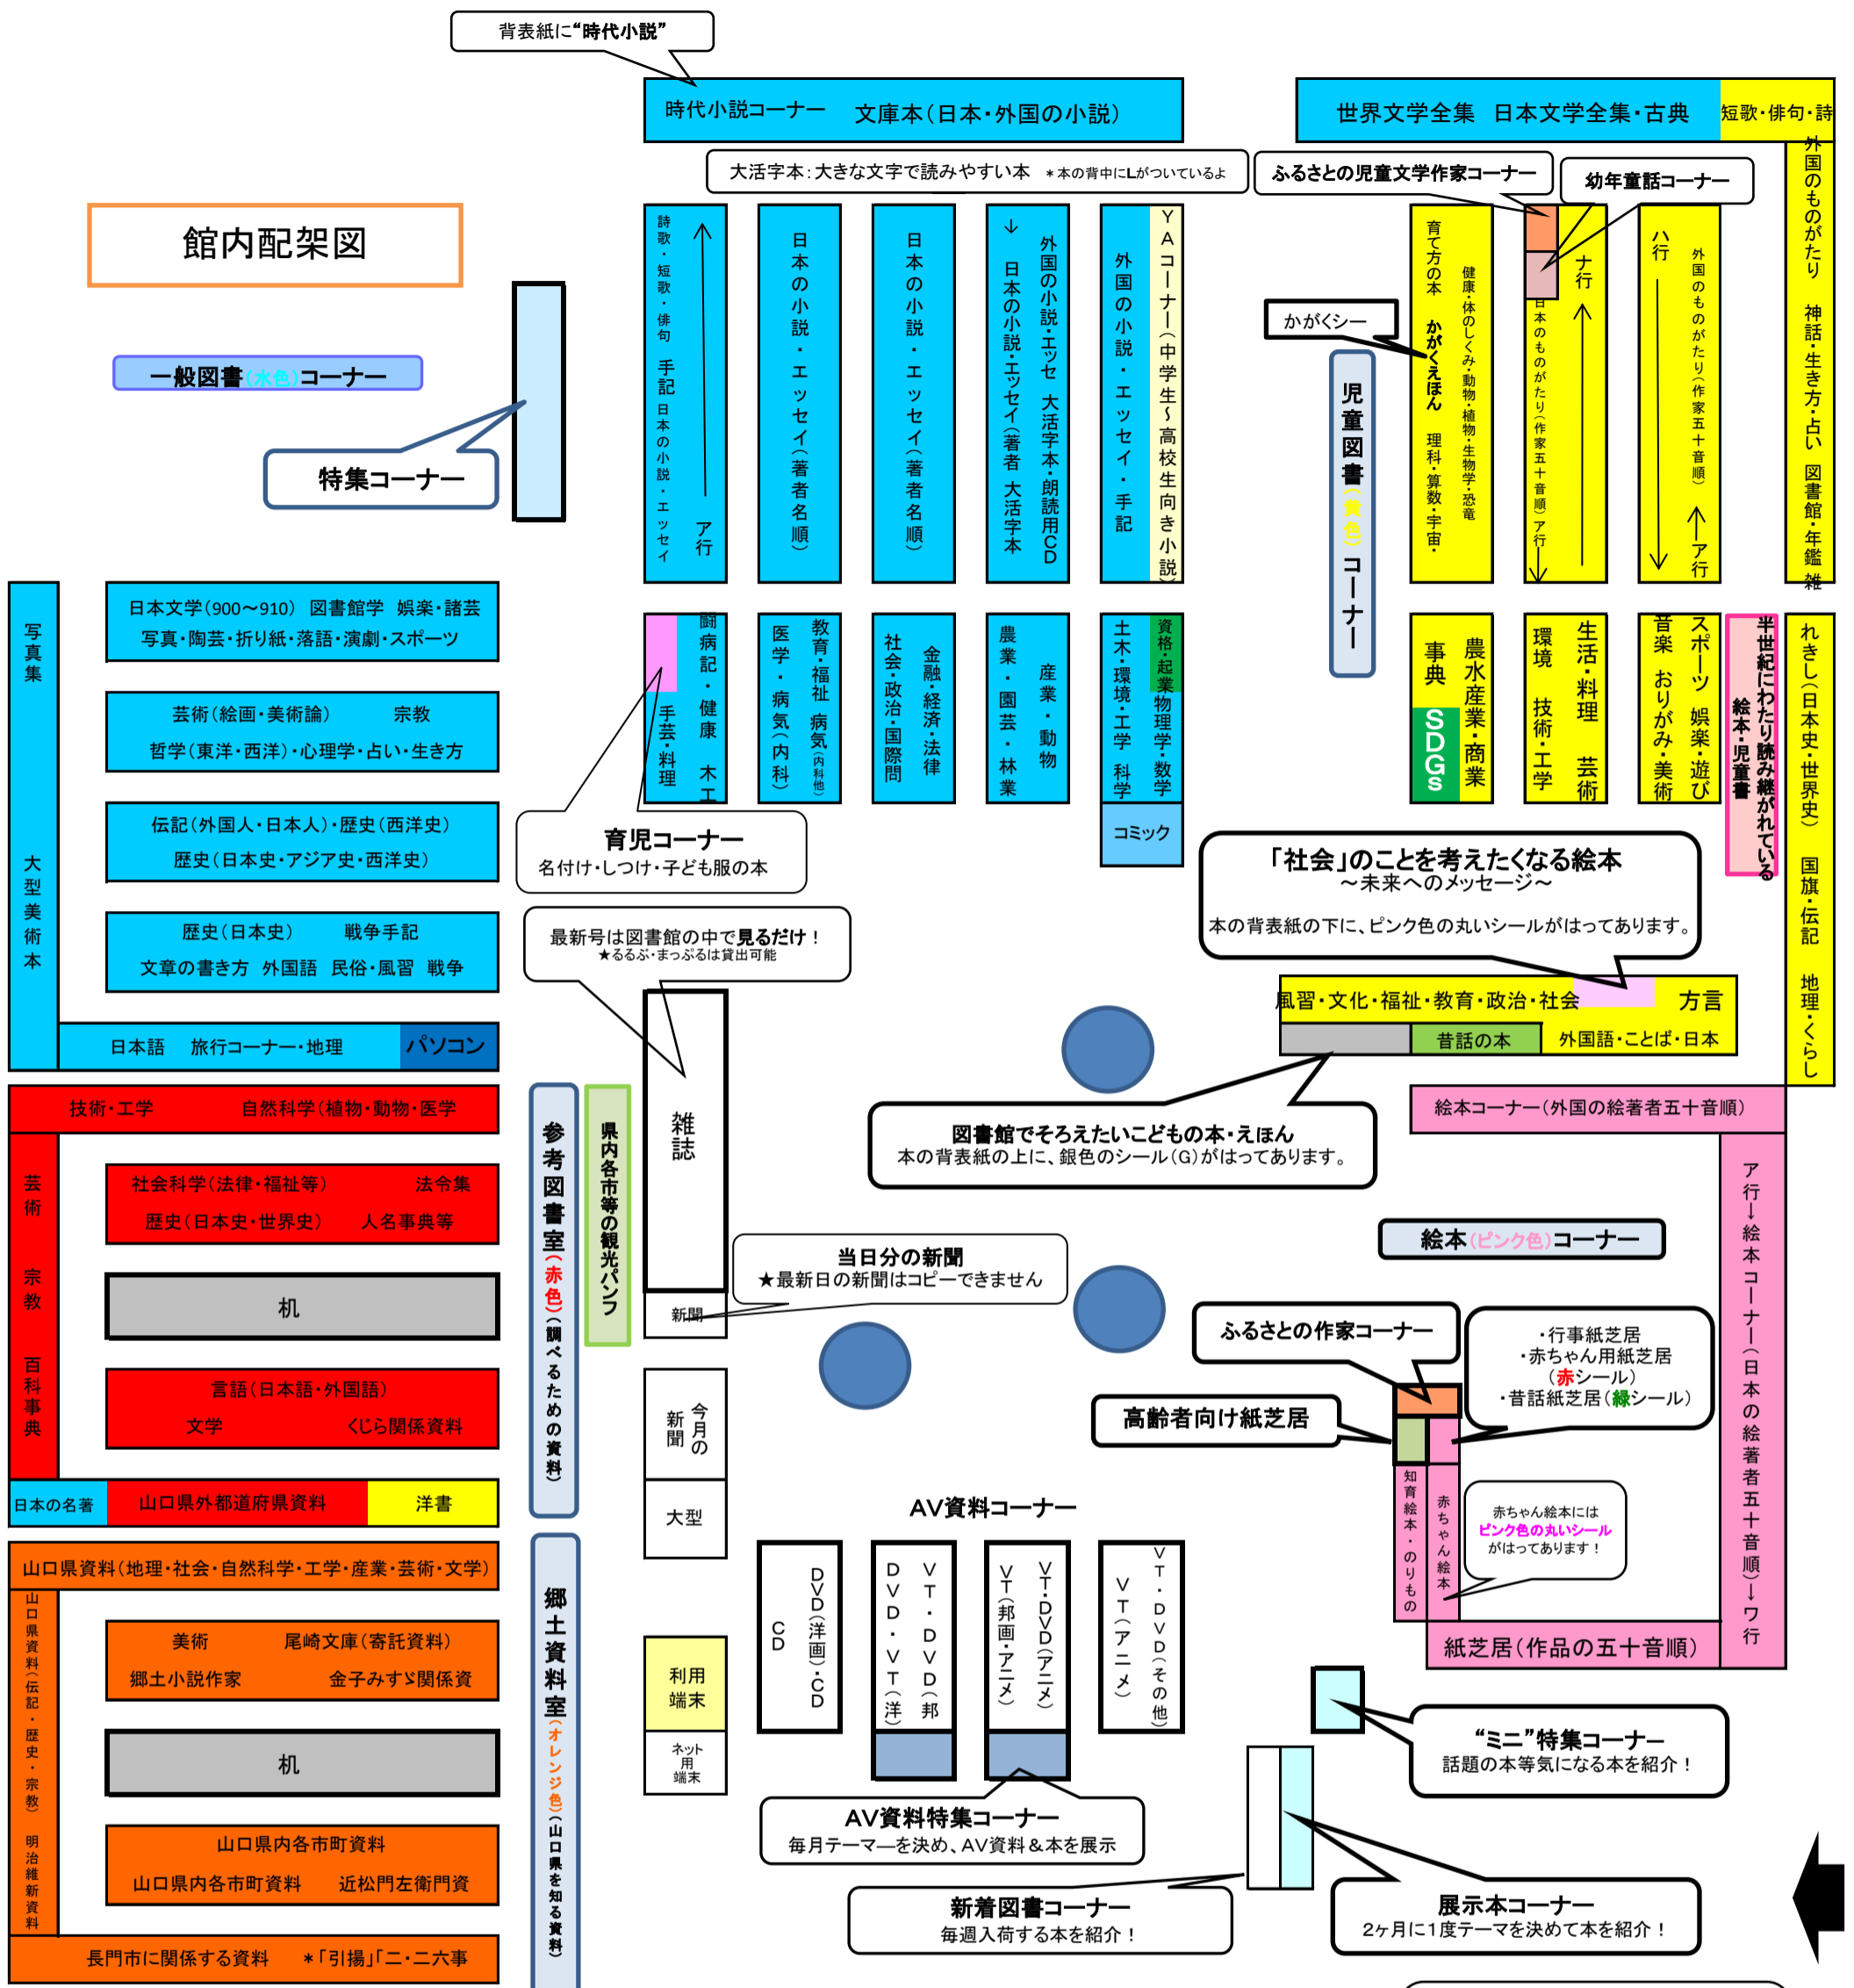 背表紙に“時代小説”
時代小説コーナー　文庫本（日本・外国の小説）
世界文学全集　日本文学全集・古典
短歌・俳句・詩
大活字本：大きな文字で読みやすい本　＊本の背中にLがついているよ
ふるさとの児童文学作家コーナー
幼年童話コーナー
館内配架図
一般図書（水色）コーナー
特集コーナー
詩歌・短歌・俳句　手記　日本の小説・エッセイ
ア行
日本の小説・エッセイ（著者名順）
日本の小説・エッセイ（著者名順）
外国の小説・エッセ　大活字本・朗読用CD
↓　日本の小説・エッセイ（著者　大活字本
YAコーナー（中学生～高校生向き小説）
外国の小説・エッセイ・手記
かがくシー
児童図書（黄色）コーナー
健康・体のしくみ・動物・植物・生物学・恐竜
育て方の本　かがくえほん　理科・算数・宇宙・
ナ行
日本のものがたり（作家五十音順）ア行
ハ行
外国のものがたり（作家五十音順）　ア行
外国のものがたり　神話・生き方・占い　図書館・年鑑　雑
写真集　大型美術本
日本文学（900～910）　図書館学　娯楽・諸芸
写真・陶芸・折り紙・落語・演劇・スポーツ
芸術（絵画・美術論）　宗教
哲学（東洋・西洋）・心理学・占い・生き方
伝記（外国人・日本人）・歴史（西洋史）
歴史（日本史・アジア史・西洋史）
歴史（日本史）　戦争手記
文章の書き方　外国語　民俗・風習　戦争
日本語　旅行コーナー・地理
パソコン
闘病記・健康　木工
手芸・料理
教育・福祉　病気（内科他）
医学・病気（内科）
金融・経済・法律
社会・政治・国際問
産業・動物
農業・園芸・林業
資格・起業　物理学・数学
土木・環境・工学　科学
コミック
農水産業・商業
事典
SDGs
生活・料理　芸術
環境　技術・工学
スポーツ　娯楽・遊び
音楽　おりがみ・美術
半世紀にわたり読み継がれている
絵本・児童書
れきし（日本史・世界史）　国旗・伝記　地理・くらし
育児コーナー
名付け・しつけ・子ども服の本
「社会」のことを考えたくなる絵本
～未来へのメッセージ～
本の背表紙の下に、ピンク色の丸いシールがはってあります。
最新号は図書館の中で見るだけ！
★るるぶ・まっぷるは貸出可能
風習・文化・福祉・教育・政治・社会　方言
昔話の本
外国語・ことば・日本
図書館でそろえたいこどもの本・えほん
本の背表紙の上に、銀色のシール（G）がはってあります。
絵本コーナー（外国の絵著者五十音順）
ア行→絵本コーナー（日本の絵著者五十音順）→ワ行
絵本（ピンク色）コーナー
技術・工学　自然科学（植物・動物・医学
芸術　宗教　百科事典
社会科学（法律・福祉等）　法令集
歴史（日本史・世界史）　人名事典等
机
言語（日本語・外国語）
文学　くじら関係資料
日本の名著
山口県外都道府県資料
洋書
参考図書室（赤色）（調べるための資料）
県内各市等の観光パンフ
雑誌
新聞
当日分の新聞
★最新日の新聞はコピーできません
今月の
新聞
大型
ふるさとの作家コーナー
・行事紙芝居
・赤ちゃん用紙芝居
（赤シール）
・昔話紙芝居（緑シール）
高齢者向け紙芝居
知育絵本・のりもの
赤ちゃん絵本
赤ちゃん絵本には
ピンク色の丸いシール
がはってあります！
紙芝居（作品の五十音順）
山口県資料（地理・社会・自然科学・工学・産業・芸術・文学）
山口県資料（伝記・歴史・宗教）　明治維新資料
美術　尾崎文庫（寄託資料）
郷土小説作家　金子みすゞ関係資
机
山口県内各市町資料
山口県内各市町資料　近松門左衛門資
長門市に関係する資料　＊「引揚」「二・二六事
郷土資料室（オレンジ色）（山口県を知る資料）
利用
端末
ネット
用
端末
AV資料コーナー
DVD（洋画）・CD
CD
VT・DVD（邦
DVD・VT（洋）
VT・DVD（アニメ）
VT（邦画・アニメ）
VT・DVD（その他）
VT（アニメ）
AV資料特集コーナー
毎月テーマ―を決め、AV資料＆本を展示
“ミニ”特集コーナー
話題の本等気になる本を紹介！
新着図書コーナー
毎週入荷する本を紹介！
展示本コーナー
2ヶ月に1度テーマを決めて本を紹介！